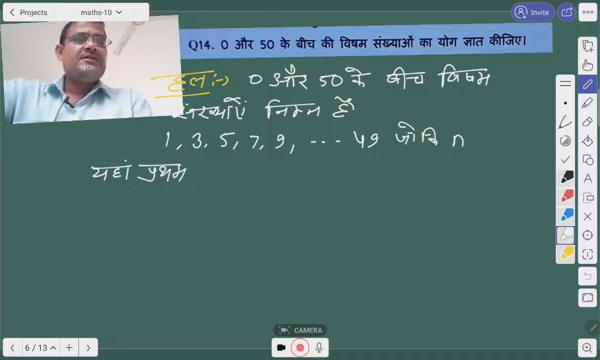 Projects maths-10 Invite
Q14. 0 और 50 के बीच की विषम संख्याओं का योग ज्ञात कीजिए।
हल :-) 0 और 50 के बीच विषम
संख्याएँ निम्न हैं
1, 3, 5, 7, 9, ---- 49 जो कि n
यहां प्रथम
6 / 13
CAMERA